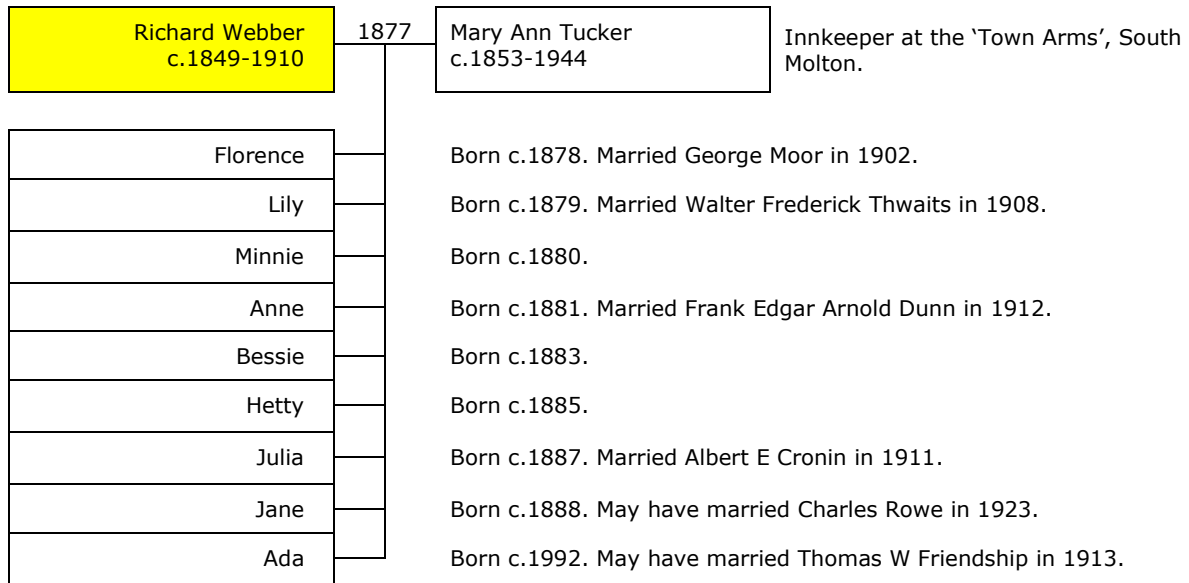 Richard Webber
c.1849-1910
1877
Mary Ann Tucker
c.1853-1944
Innkeeper at the ‘Town Arms’, South
Molton.
Florence
Born c.1878. Married George Moor in 1902.
Lily
Born c.1879. Married Walter Frederick Thwaits in 1908.
Minnie
Born c.1880.
Anne
Born c.1881. Married Frank Edgar Arnold Dunn in 1912.
Bessie
Born c.1883.
Hetty
Born c.1885.
Julia
Born c.1887. Married Albert E Cronin in 1911.
Jane
Born c.1888. May have married Charles Rowe in 1923.
Ada
Born c.1992. May have married Thomas W Friendship in 1913.